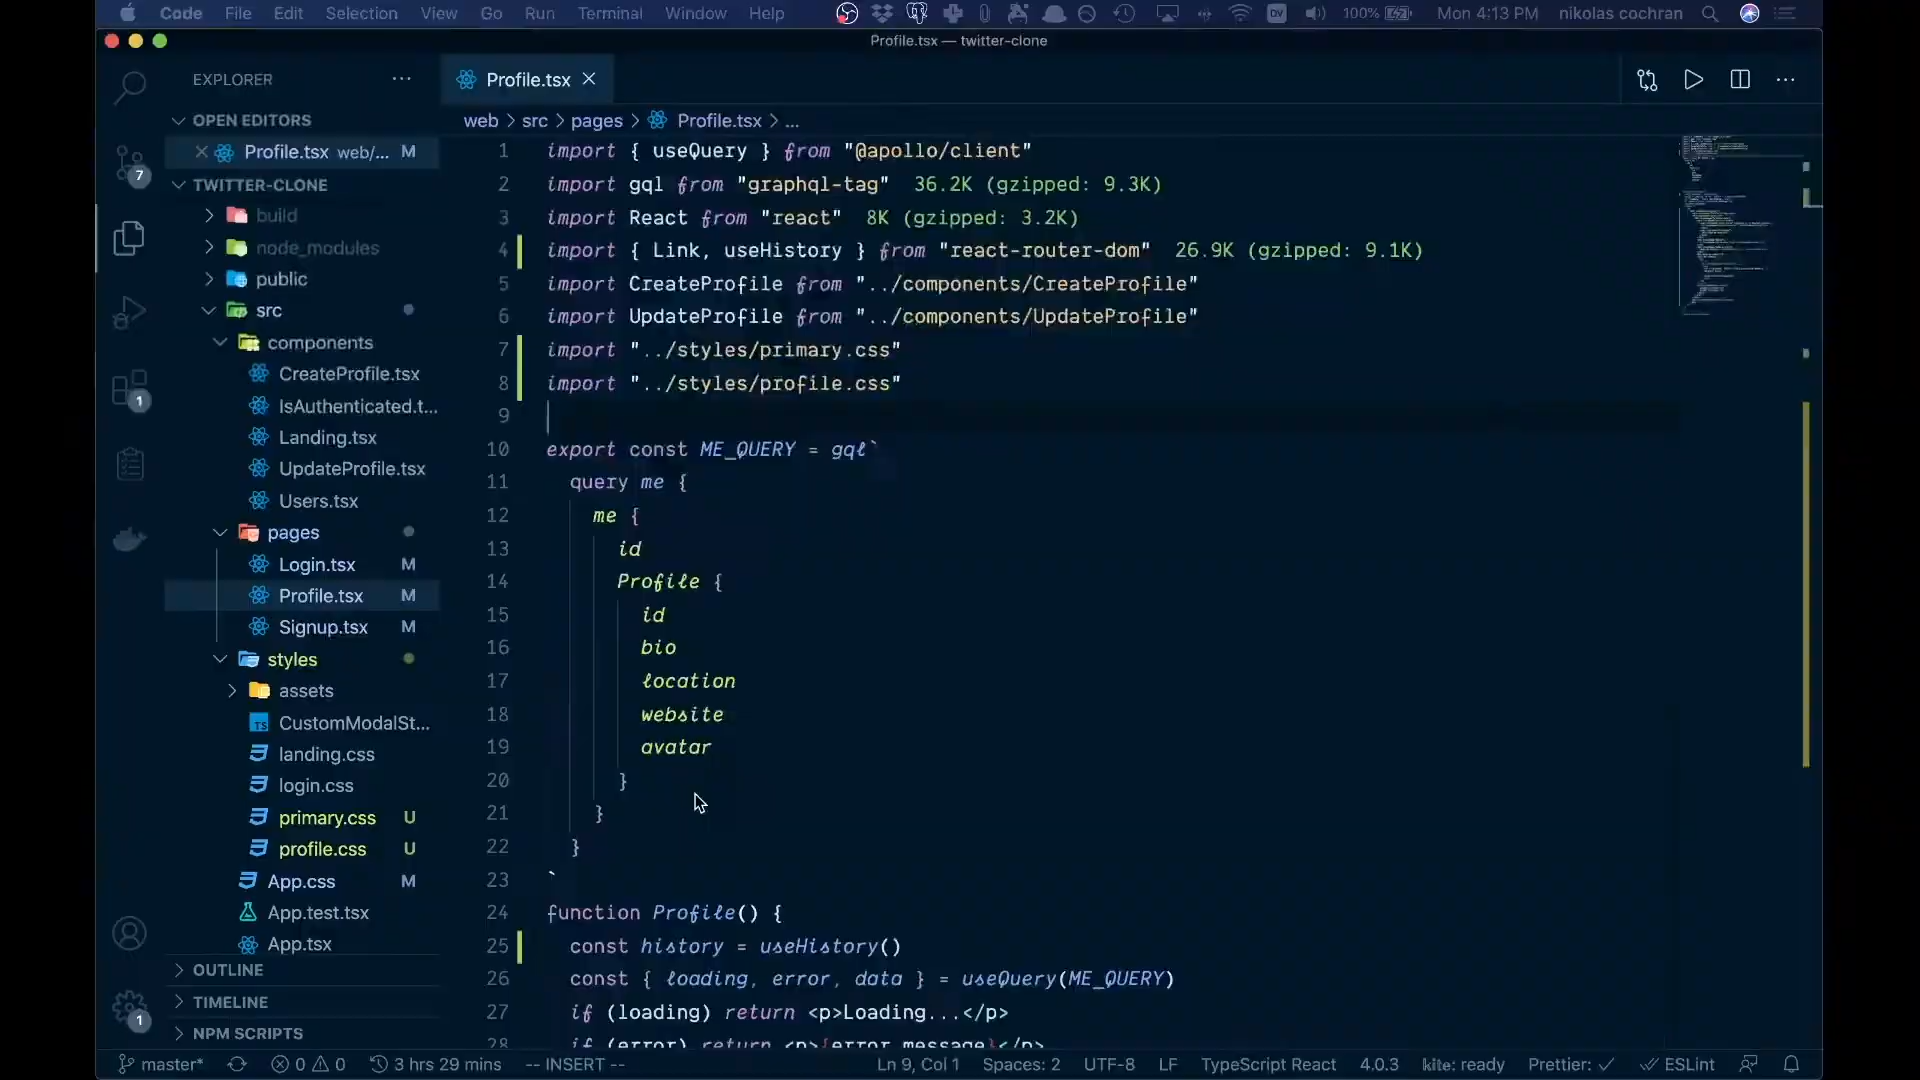 Code File Edit Selection View Go Run Terminal Window Help 100% Mon 4:13 PM nikolas cochran
Profile.tsx — twitter-clone
EXPLORER
Profile.tsx
OPEN EDITORS
web > src > pages > Profile.tsx > ...
Profile.tsx web/... M
TWITTER-CLONE
build
node_modules
public
src
components
CreateProfile.tsx
IsAuthenticated.t...
Landing.tsx
UpdateProfile.tsx
Users.tsx
pages
Login.tsx M
Profile.tsx M
Signup.tsx M
styles
assets
TS CustomModalSt...
landing.css
login.css
primary.css U
profile.css U
App.css M
App.test.tsx
App.tsx
OUTLINE
TIMELINE
NPM SCRIPTS
7
1
1
1 import { useQuery } from "@apollo/client"
2 import gql from "graphql-tag" 36.2K (gzipped: 9.3K)
3 import React from "react" 8K (gzipped: 3.2K)
4 import { Link, useHistory } from "react-router-dom" 26.9K (gzipped: 9.1K)
5 import CreateProfile from "../components/CreateProfile"
6 import UpdateProfile from "../components/UpdateProfile"
7 import "../styles/primary.css"
8 import "../styles/profile.css"
9
10 export const ME_QUERY = gql`
11 query me {
12 me {
13 id
14 Profile {
15 id
16 bio
17 location
18 website
19 avatar
20 }
21 }
22 }
23 `
24 function Profile() {
25 const history = useHistory()
26 const { loading, error, data } = useQuery(ME_QUERY)
27 if (loading) return <p>Loading...</p>
28 if (error) return <p>{error.message}</p>
master* 0 0 3 hrs 29 mins -- INSERT -- Ln 9, Col 1 Spaces: 2 UTF-8 LF TypeScript React 4.0.3 kite: ready Prettier: ✓ ESLint